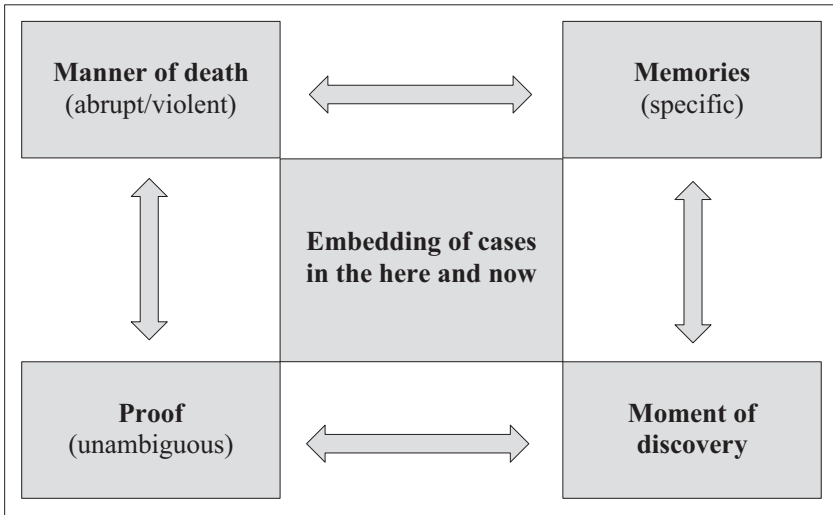 Manner of death
(abrupt/violent)
Memories
(specific)
Embedding of cases
in the here and now
Proof
(unambiguous)
Moment of
discovery